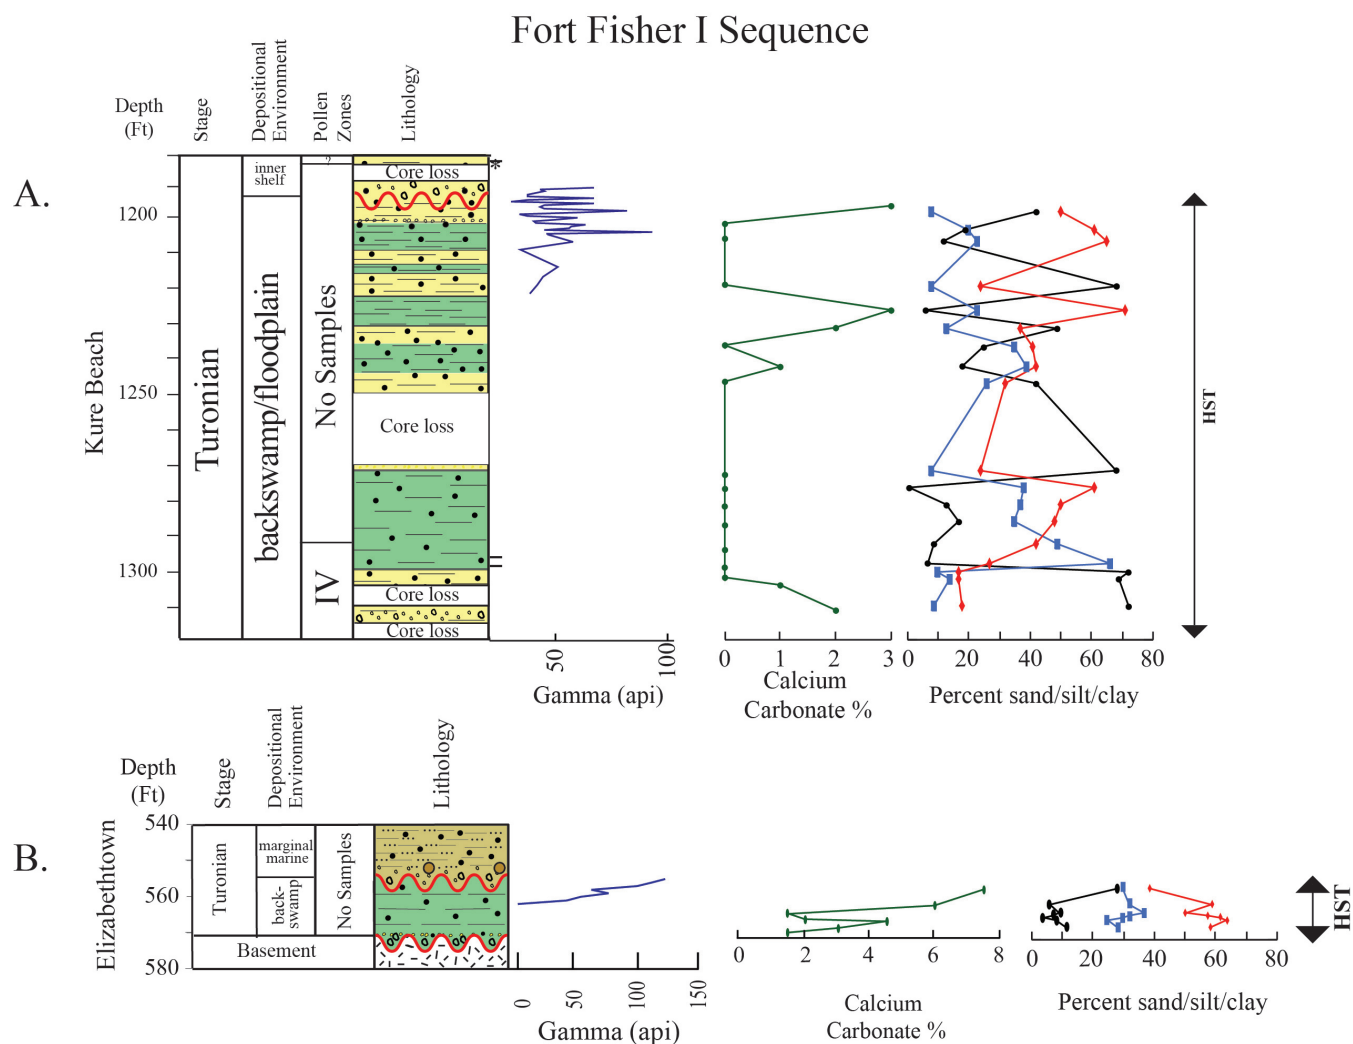 Fort Fisher I Sequence
A.
Depth
(Ft)
Stage
Depositional
Environment
Pollen
Zones
Lithology
Kure Beach
1200
1250
1300
Turonian
inner
shelf
backswamp/floodplain
?
No Samples
IV
Core loss
*
Core loss
Core loss
Core loss
50
100
Gamma (api)
0 1 2 3
Calcium
Carbonate %
0 20 40 60 80
Percent sand/silt/clay
HST
B.
Depth
(Ft)
Stage
Depositional
Environment
Lithology
Elizabethtown
540
560
580
Turonian
marginal
marine
back-
swamp
No Samples
Basement
0
50
100
150
Gamma (api)
0 2 4 6 8
Calcium
Carbonate %
0 20 40 60 80
Percent sand/silt/clay
HST